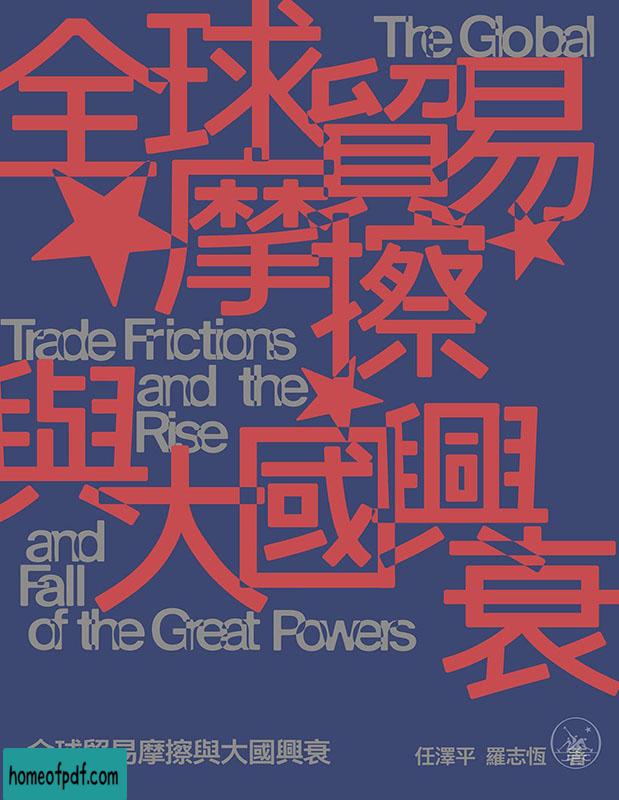 The Global
全球貿易
摩擦
Trade Frictions
and the
Rise
與大國興衰
and
Fall
of the Great Powers
全球貿易摩擦與大國興衰
任澤平 羅志恆
homeofpdf.com